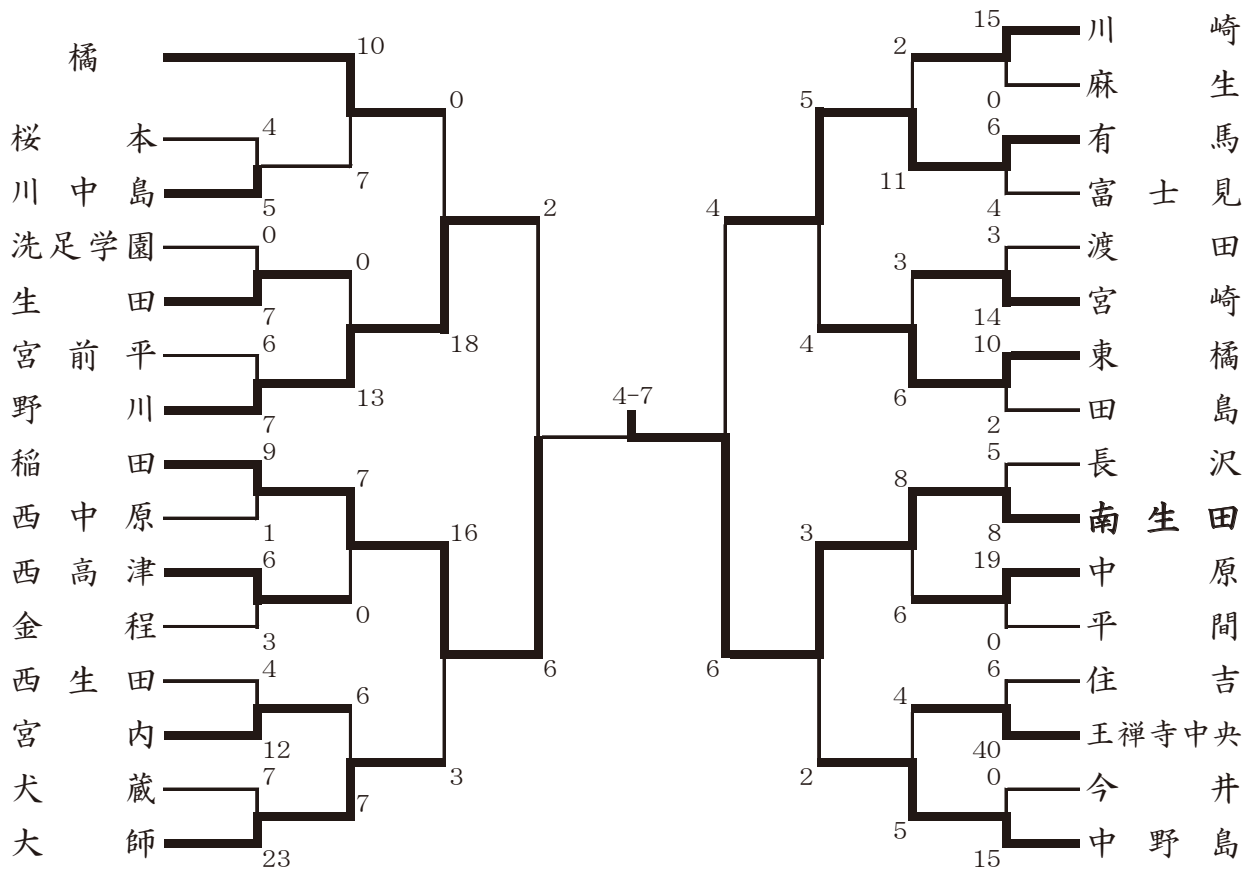 橘
桜本
川中島
洗足学園
生田
宮前平
野川
稲田
西中原
西高津
金程
西生田
宮内
犬蔵
大師
10
4
5
7
0
7
0
6
7
13
0
18
2
9
1
7
6
3
0
16
4
12
6
7
23
7
3
6
4-7
4
6
5
4
3
2
2
11
3
6
8
6
4
5
15
0
6
4
3
14
10
2
5
8
19
0
6
40
0
15
川崎
麻生
有馬
富士見
渡田
宮崎
東橘
田島
長沢
南生田
中原
平間
住吉
王禅寺中央
今井
中野島